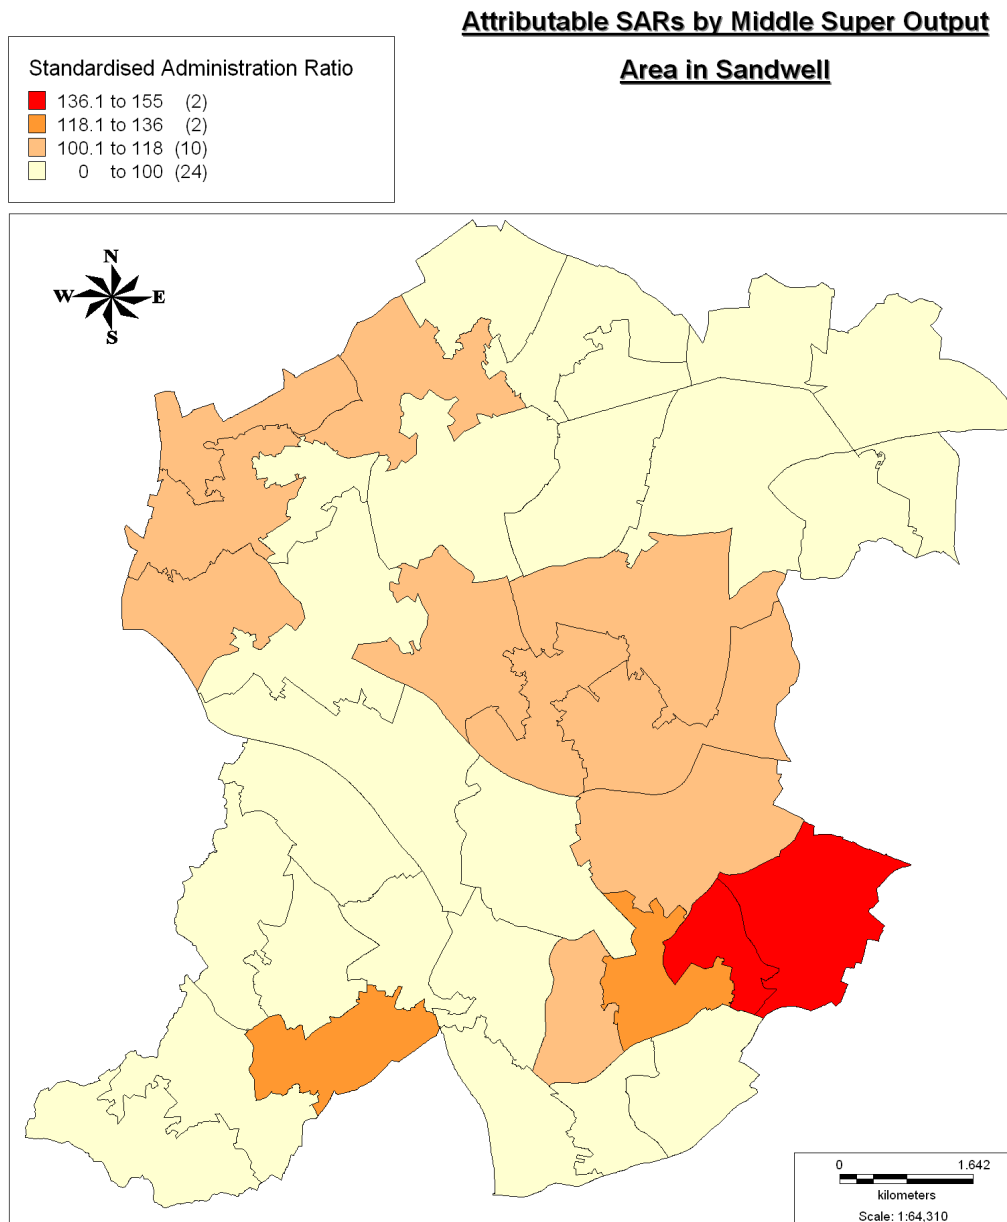 Attributable SARs by Middle Super Output
Area in Sandwell
Standardised Administration Ratio
136.1 to 155 (2)
118.1 to 136 (2)
100.1 to 118 (10)
0 to 100 (24)
N
W E
S
0 1.642
kilometers
Scale: 1:64,310